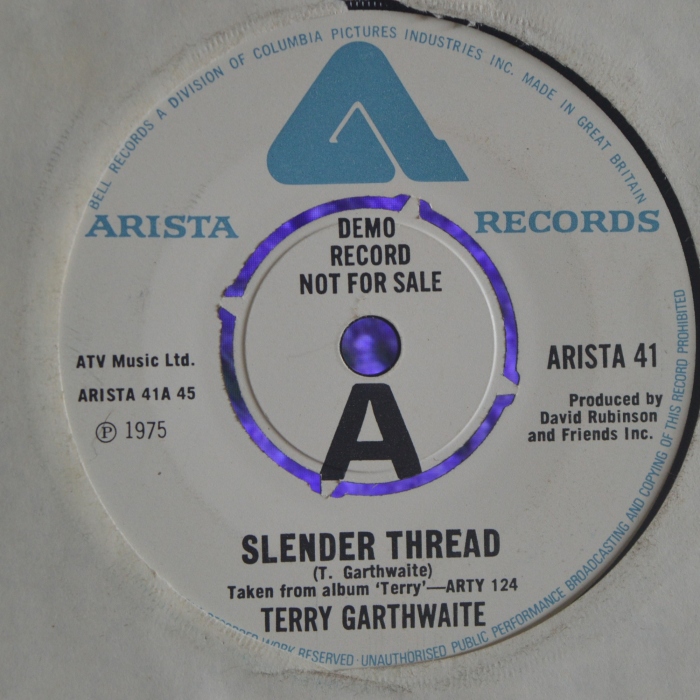 BELL RECORDS A DIVISION OF COLUMBIA PICTURES INDUSTRIES INC. MADE IN GREAT BRITAIN
ARISTA RECORDS
DEMO
RECORD
NOT FOR SALE
ATV Music Ltd.
ARISTA 41A 45
Ⓟ 1975
ARISTA 41
Produced by
David Rubinson
and Friends Inc.
A
SLENDER THREAD
(T. Garthwaite)
Taken from album 'Terry'—ARTY 124
TERRY GARTHWAITE
WORK RESERVED · UNAUTHORISED PUBLIC PERFORMANCE BROADCASTING AND COPYING OF THIS RECORD PROHIBITED